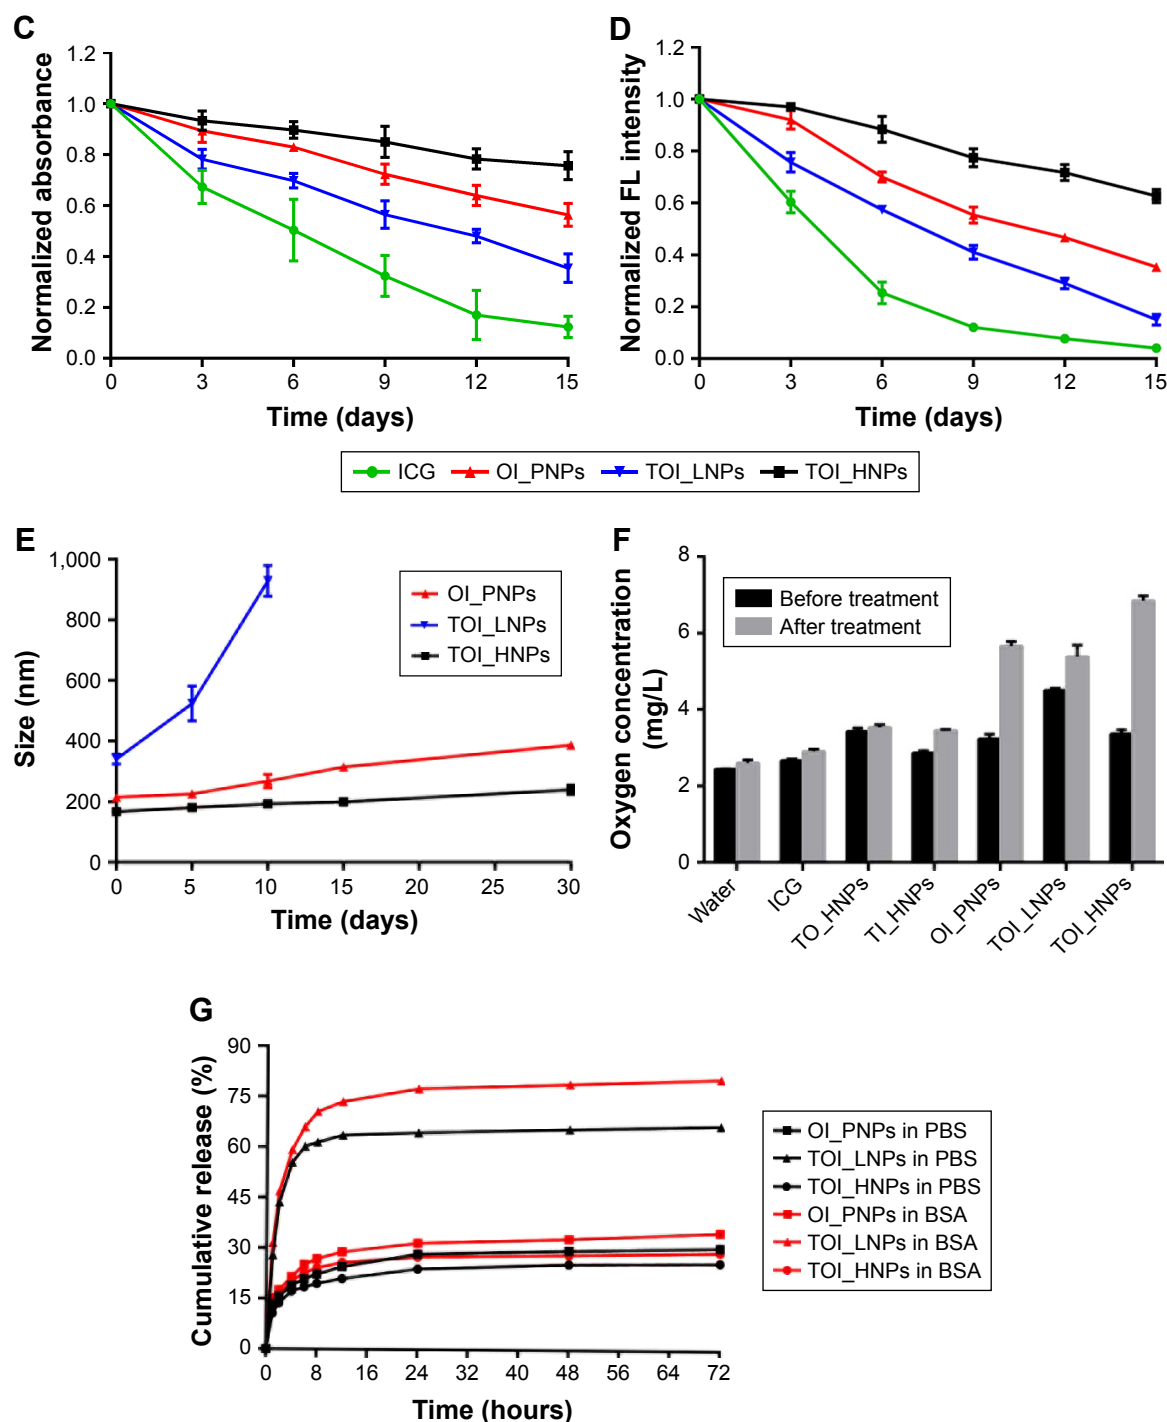 C
Normalized absorbance
1.2
1.0
0.8
0.6
0.4
0.2
0.0
0 3 6 9 12 15
Time (days)
D
Normalized FL intensity
1.2
1.0
0.8
0.6
0.4
0.2
0.0
0 3 6 9 12 15
Time (days)
ICG OI_PNPs TOI_LNPs TOI_HNPs
E
Size (nm)
1,000
800
600
400
200
0
0 5 10 15 20 25 30
Time (days)
OI_PNPs
TOI_LNPs
TOI_HNPs
F
Oxygen concentration
(mg/L)
8
6
4
2
0
Before treatment
After treatment
Water
ICG
TO_HNPs
TI_HNPs
OI_PNPs
TOI_LNPs
TOI_HNPs
G
Cumulative release (%)
90
75
60
45
30
15
0
0 8 16 24 32 40 48 56 64 72
Time (hours)
OI_PNPs in PBS
TOI_LNPs in PBS
TOI_HNPs in PBS
OI_PNPs in BSA
TOI_LNPs in BSA
TOI_HNPs in BSA